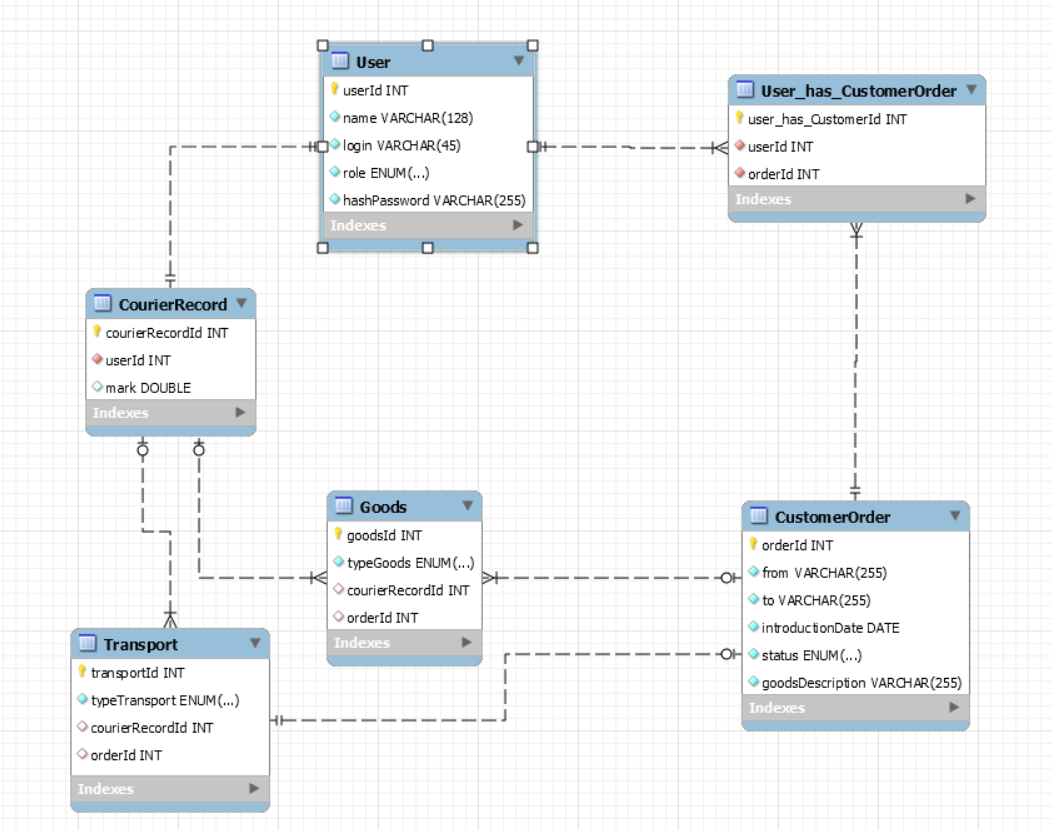 User
userId INT
name VARCHAR(128)
login VARCHAR(45)
role ENUM(...)
hashPassword VARCHAR(255)
Indexes
User_has_CustomerOrder
user_has_CustomerId INT
userId INT
orderId INT
Indexes
CourierRecord
courierRecordId INT
userId INT
mark DOUBLE
Indexes
Goods
goodsId INT
typeGoods ENUM(...)
courierRecordId INT
orderId INT
Indexes
CustomerOrder
orderId INT
from VARCHAR(255)
to VARCHAR(255)
introductionDate DATE
status ENUM(...)
goodsDescription VARCHAR(255)
Indexes
Transport
transportId INT
typeTransport ENUM(...)
courierRecordId INT
orderId INT
Indexes